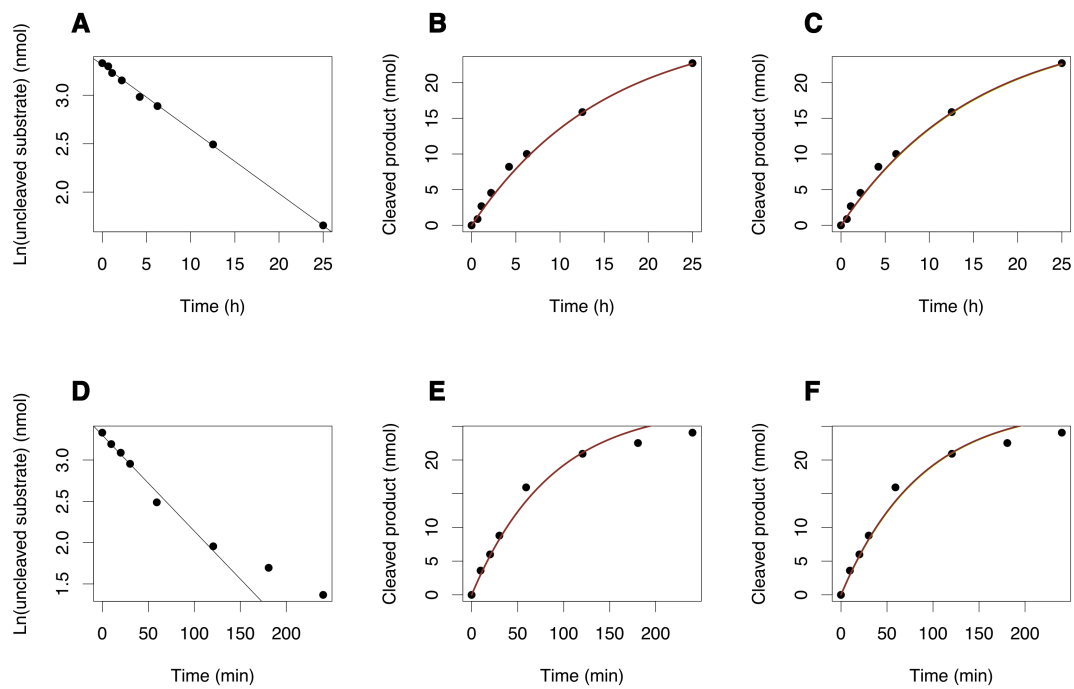 A
Ln(uncleaved substrate) (nmol)
3.0
2.5
2.0
0 5 10 15 20 25
Time (h)
B
Cleaved product (nmol)
20
15
10
5
0
0 5 10 15 20 25
Time (h)
C
Cleaved product (nmol)
20
15
10
5
0
0 5 10 15 20 25
Time (h)
D
Ln(uncleaved substrate) (nmol)
3.0
2.5
2.0
1.5
0 50 100 150 200
Time (min)
E
Cleaved product (nmol)
20
10
5
0
0 50 100 150 200
Time (min)
F
Cleaved product (nmol)
20
10
5
0
0 50 100 150 200
Time (min)